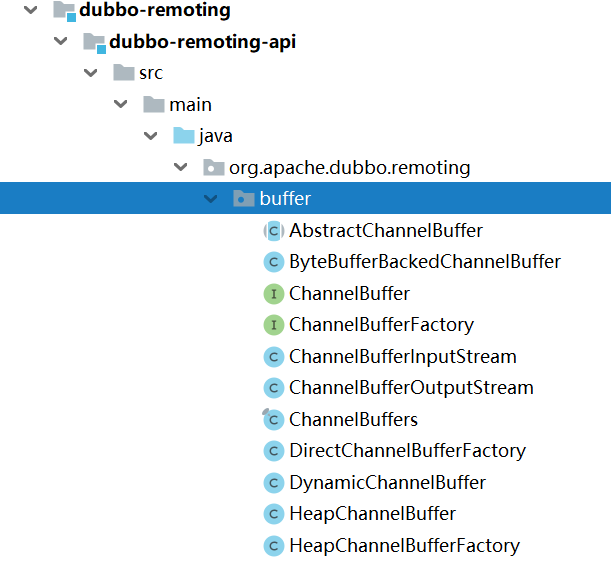 dubbo-remoting
dubbo-remoting-api
src
main
java
org.apache.dubbo.remoting
buffer
C AbstractChannelBuffer
C ByteBufferBackedChannelBuffer
I ChannelBuffer
I ChannelBufferFactory
C ChannelBufferInputStream
C ChannelBufferOutputStream
C ChannelBuffers
C DirectChannelBufferFactory
C DynamicChannelBuffer
C HeapChannelBuffer
C HeapChannelBufferFactory